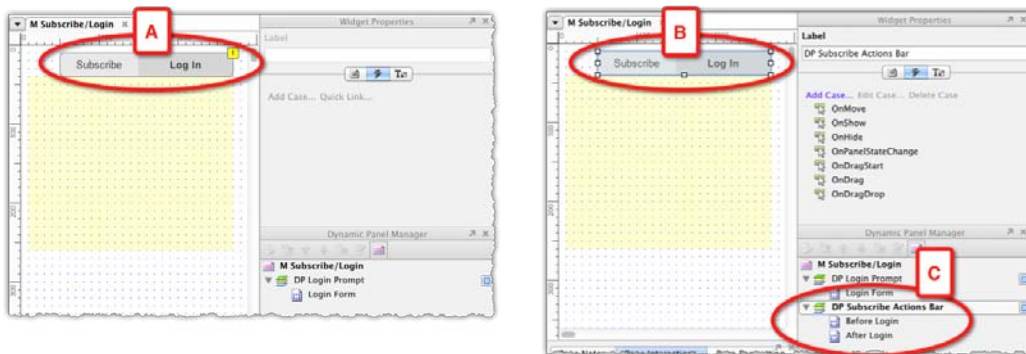 M Subscribe/Login
A
Widget Properties
Label
Subscribe Log In
Add Case... Quick Link...
100
200
300
Dynamic Panel Manager
M Subscribe/Login
DP Login Prompt
Login Form
M Subscribe/Login
B
Widget Properties
Label
DP Subscribe Actions Bar
Subscribe Log In
Add Case... Edit Case... Delete Case
OnMove
OnShow
OnHide
OnPanelStateChange
OnDragStart
OnDrag
OnDragDrop
Dynamic Panel Manager
M Subscribe/Login
DP Login Prompt
Login Form
C
DP Subscribe Actions Bar
Before Login
After Login